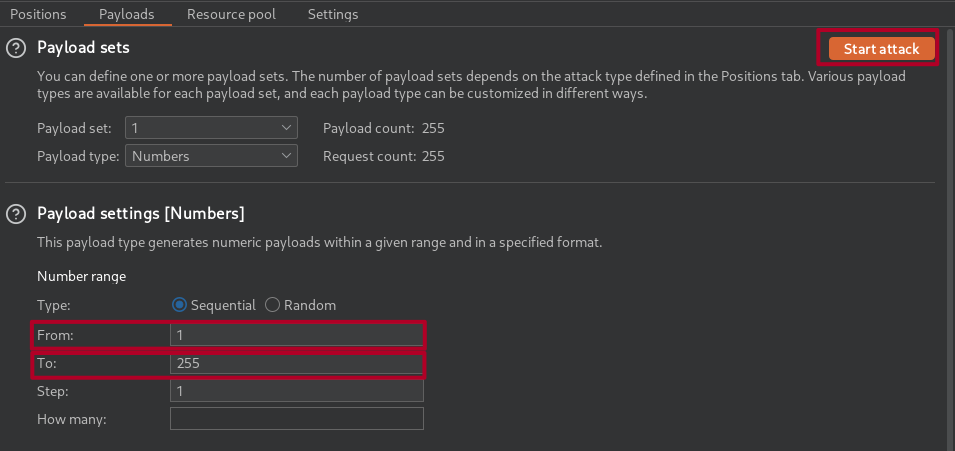 Positions Payloads Resource pool Settings
Payload sets
Start attack
You can define one or more payload sets. The number of payload sets depends on the attack type defined in the Positions tab. Various payload
types are available for each payload set, and each payload type can be customized in different ways.
Payload set: 1 Payload count: 255
Payload type: Numbers Request count: 255
Payload settings [Numbers]
This payload type generates numeric payloads within a given range and in a specified format.
Number range
Type: Sequential Random
From: 1
To: 255
Step: 1
How many: